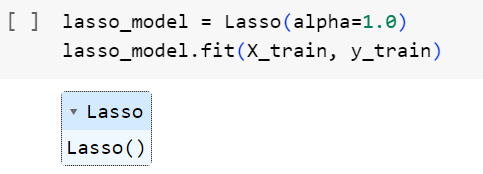 [ ] lasso_model = Lasso(alpha=1.0)
lasso_model.fit(X_train, y_train)
▾ Lasso
Lasso()